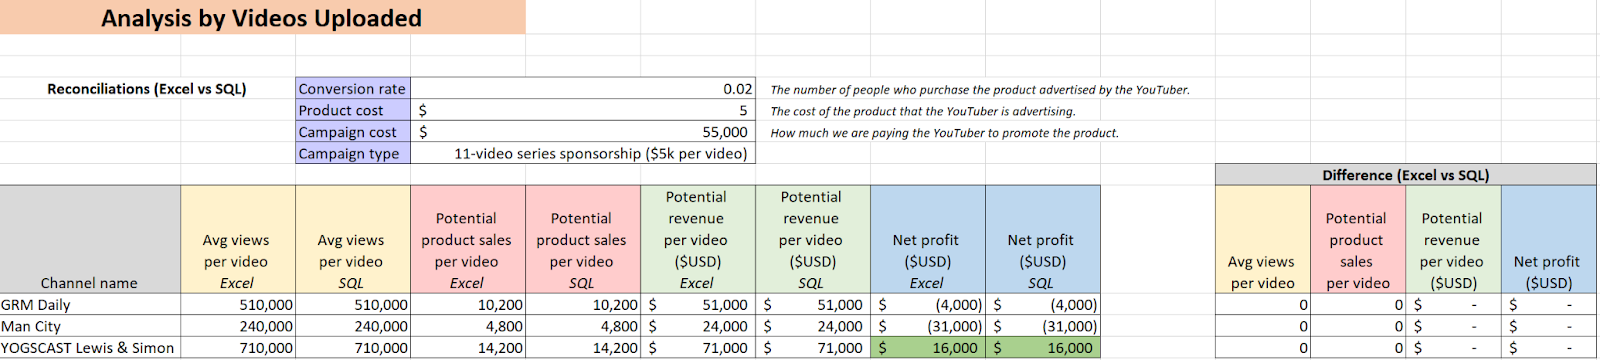 Analysis by Videos Uploaded
Reconciliations (Excel vs SQL) Conversion rate 0.02 The number of people who purchase the product advertised by the YouTuber.
Product cost $ 5 The cost of the product that the YouTuber is advertising.
Campaign cost $ 55,000 How much we are paying the YouTuber to promote the product.
Campaign type 11-video series sponsorship ($5k per video)
Difference (Excel vs SQL)
Channel name
Avg views
per video
Excel
Avg views
per video
SQL
Potential
product sales
per video
Excel
Potential
product sales
per video
SQL
Potential
revenue
per video
($USD)
Excel
Potential
revenue
per video
($USD)
SQL
Net profit
($USD)
Excel
Net profit
($USD)
SQL
Avg views
per video
Potential
product
sales
per video
Potential
revenue
per video
($USD)
Net profit
($USD)
GRM Daily 510,000 510,000 10,200 10,200 $ 51,000 $ 51,000 $ (4,000) $ (4,000) 0 0 $ - $ -
Man City 240,000 240,000 4,800 4,800 $ 24,000 $ 24,000 $ (31,000) $ (31,000) 0 0 $ - $ -
YOGSCAST Lewis & Simon 710,000 710,000 14,200 14,200 $ 71,000 $ 71,000 $ 16,000 $ 16,000 0 0 $ - $ -